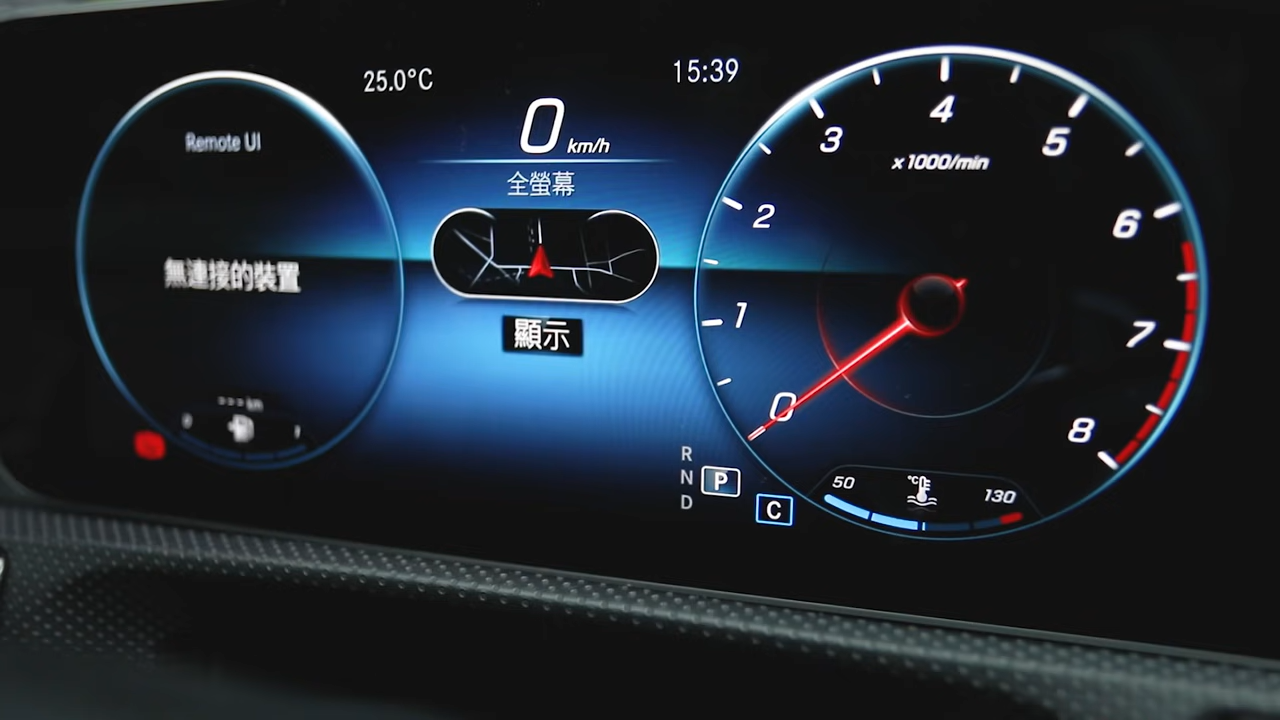 25.0°C
15:39
Remote UI
0 km/h
全螢幕
無連接的裝置
顯示
--- km
R
N
D
P
C
x1000/min
0
1
2
3
4
5
6
7
8
50
°C
130